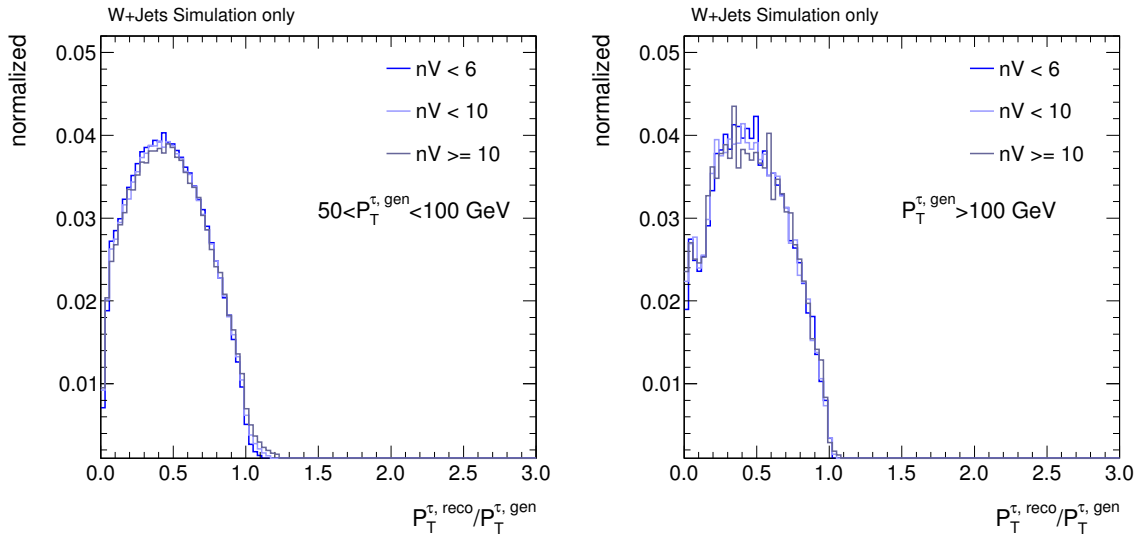 W+Jets Simulation only
normalized
0.05
0.04
0.03
0.02
0.01
0.0 0.5 1.0 1.5 2.0 2.5 3.0
nV < 6
nV < 10
nV >= 10
50<P_T^{τ, gen}<100 GeV
P_T^{τ, reco}/P_T^{τ, gen}
W+Jets Simulation only
normalized
0.05
0.04
0.03
0.02
0.01
0.0 0.5 1.0 1.5 2.0 2.5 3.0
nV < 6
nV < 10
nV >= 10
P_T^{τ, gen}>100 GeV
P_T^{τ, reco}/P_T^{τ, gen}